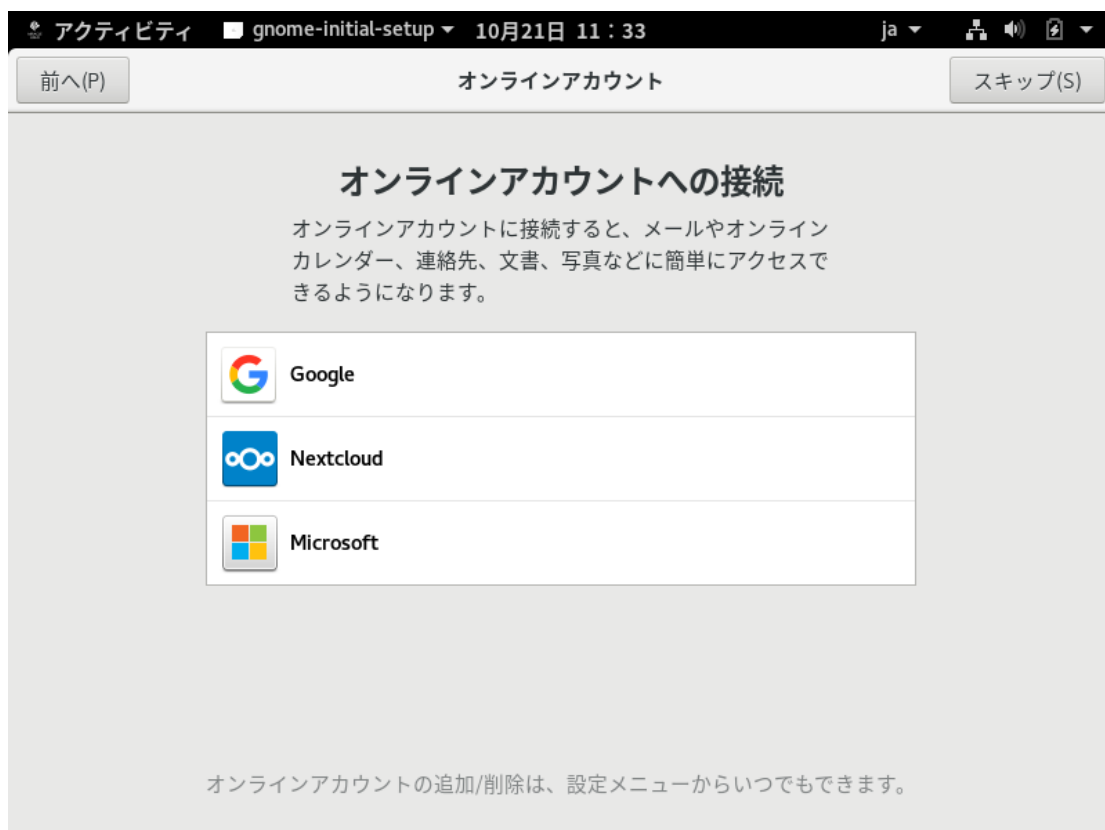 アクティビティ gnome-initial-setup 10月21日 11：33 ja
前へ(P) オンラインアカウント スキップ(S)
オンラインアカウントへの接続
オンラインアカウントに接続すると、メールやオンライン
カレンダー、連絡先、文書、写真などに簡単にアクセスで
きるようになります。
Google
Nextcloud
Microsoft
オンラインアカウントの追加/削除は、設定メニューからいつでもできます。